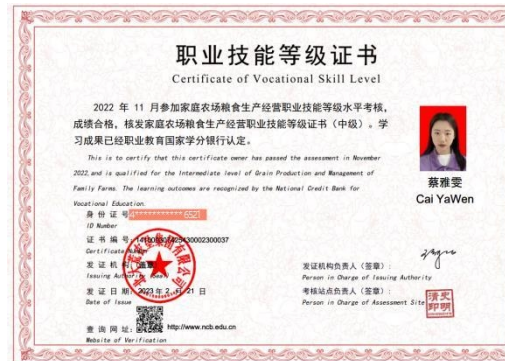 职业技能等级证书
Certificate of Vocational Skill Level
2022 年 11 月参加家庭农场粮食生产经营职业技能等级水平考核，
成绩合格，核发家庭农场粮食生产经营职业技能等级证书（中级）。学
习成果已经职业教育国家学分银行认定。
This is to certify that this certificate owner has passed the assessment in November
2022,and is qualified for the Intermediate level of Grain Production and Management of
Family Farms. The learning outcomes are recognized by the National Credit Bank for
Vocational Education.
蔡雅雯
Cai YaWen
身 份 证 号
6521
ID Number
证 书 编 号
Certificate
发 证 机
Issuing
发 证 日 期 2023 年 2 月 21 日
Date of Issue
发证机构负责人（签章）：
Person in Charge of Issuing Authority
考核站点负责人（签章）：
Person in Charge of Assessment Site
查 询 网 址： http://www.ncb.edu.cn
Website of Verification